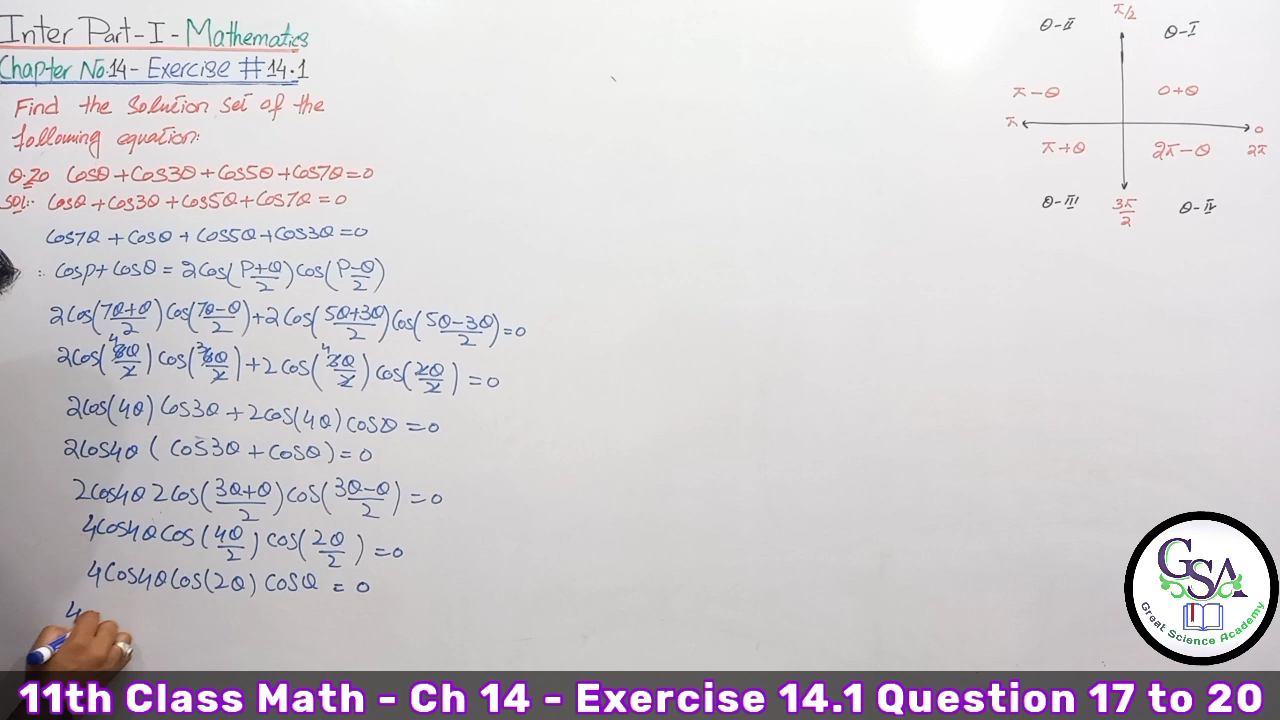 Inter Part-I-Mathematics
Chapter No.14-Exercise #14.1
Find the solution set of the
following equation:
Q.20 Cosθ+Cos3θ+Cos5θ+Cos7θ=0
Sol:- Cosθ+Cos3θ+Cos5θ+Cos7θ=0
Cos7θ+Cosθ+Cos5θ+Cos3θ=0
∵ CosP+CosQ=2Cos(P+Q/2)Cos(P-Q/2)
2Cos(7θ+θ/2)Cos(7θ-θ/2)+2Cos(5θ+3θ/2)Cos(5θ-3θ/2)=0
2Cos(4 8θ/2)Cos(3 6θ/2)+2Cos(4 8θ/2)Cos(2θ/2)=0
2Cos(4θ)Cos3θ+2Cos(4θ)Cosθ=0
2Cos4θ(Cos3θ+Cosθ)=0
2Cos4θ2Cos(3θ+θ/2)Cos(3θ-θ/2)=0
4Cos4θCos(4θ/2)Cos(2θ/2)=0
4Cos4θCos(2θ)Cosθ=0
4
π/2
Q-II Q-I
π-θ 0+θ
π 0
2π
π+θ 2π-θ
Q-III 3π/2 Q-IV
GSA
Great Science Academy
11th Class Math - Ch 14 - Exercise 14.1 Question 17 to 20